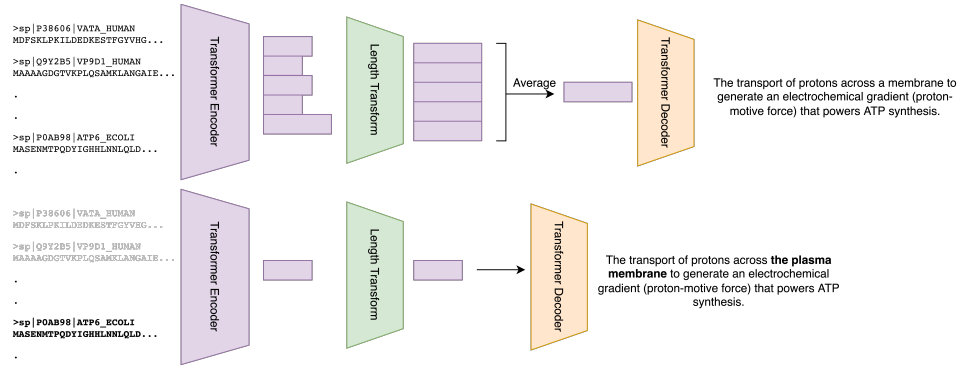 >sp|P38606|VATA_HUMAN
MDFSKLPKILDEDKESTFGYVHG...
>sp|Q9Y2B5|VP9D1_HUMAN
MAAAAGDGTVKPLQSAMKLANGAIE...
.
.
>sp|P0AB98|ATP6_ECOLI
MASENMTPQDYIGHHLNNLQLD...
.
Transformer Encoder
Length Transform
Average
Transformer Decoder
The transport of protons across a membrane to
generate an electrochemical gradient (proton-
motive force) that powers ATP synthesis.
>sp|P38606|VATA_HUMAN
MDFSKLPKILDEDKESTFGYVHG...
>sp|Q9Y2B5|VP9D1_HUMAN
MAAAAGDGTVKPLQSAMKLANGAIE...
.
.
>sp|P0AB98|ATP6_ECOLI
MASENMTPQDYIGHHLNNLQLD...
.
Transformer Encoder
Length Transform
Transformer Decoder
The transport of protons across the plasma
membrane to generate an electrochemical
gradient (proton-motive force) that powers ATP
synthesis.